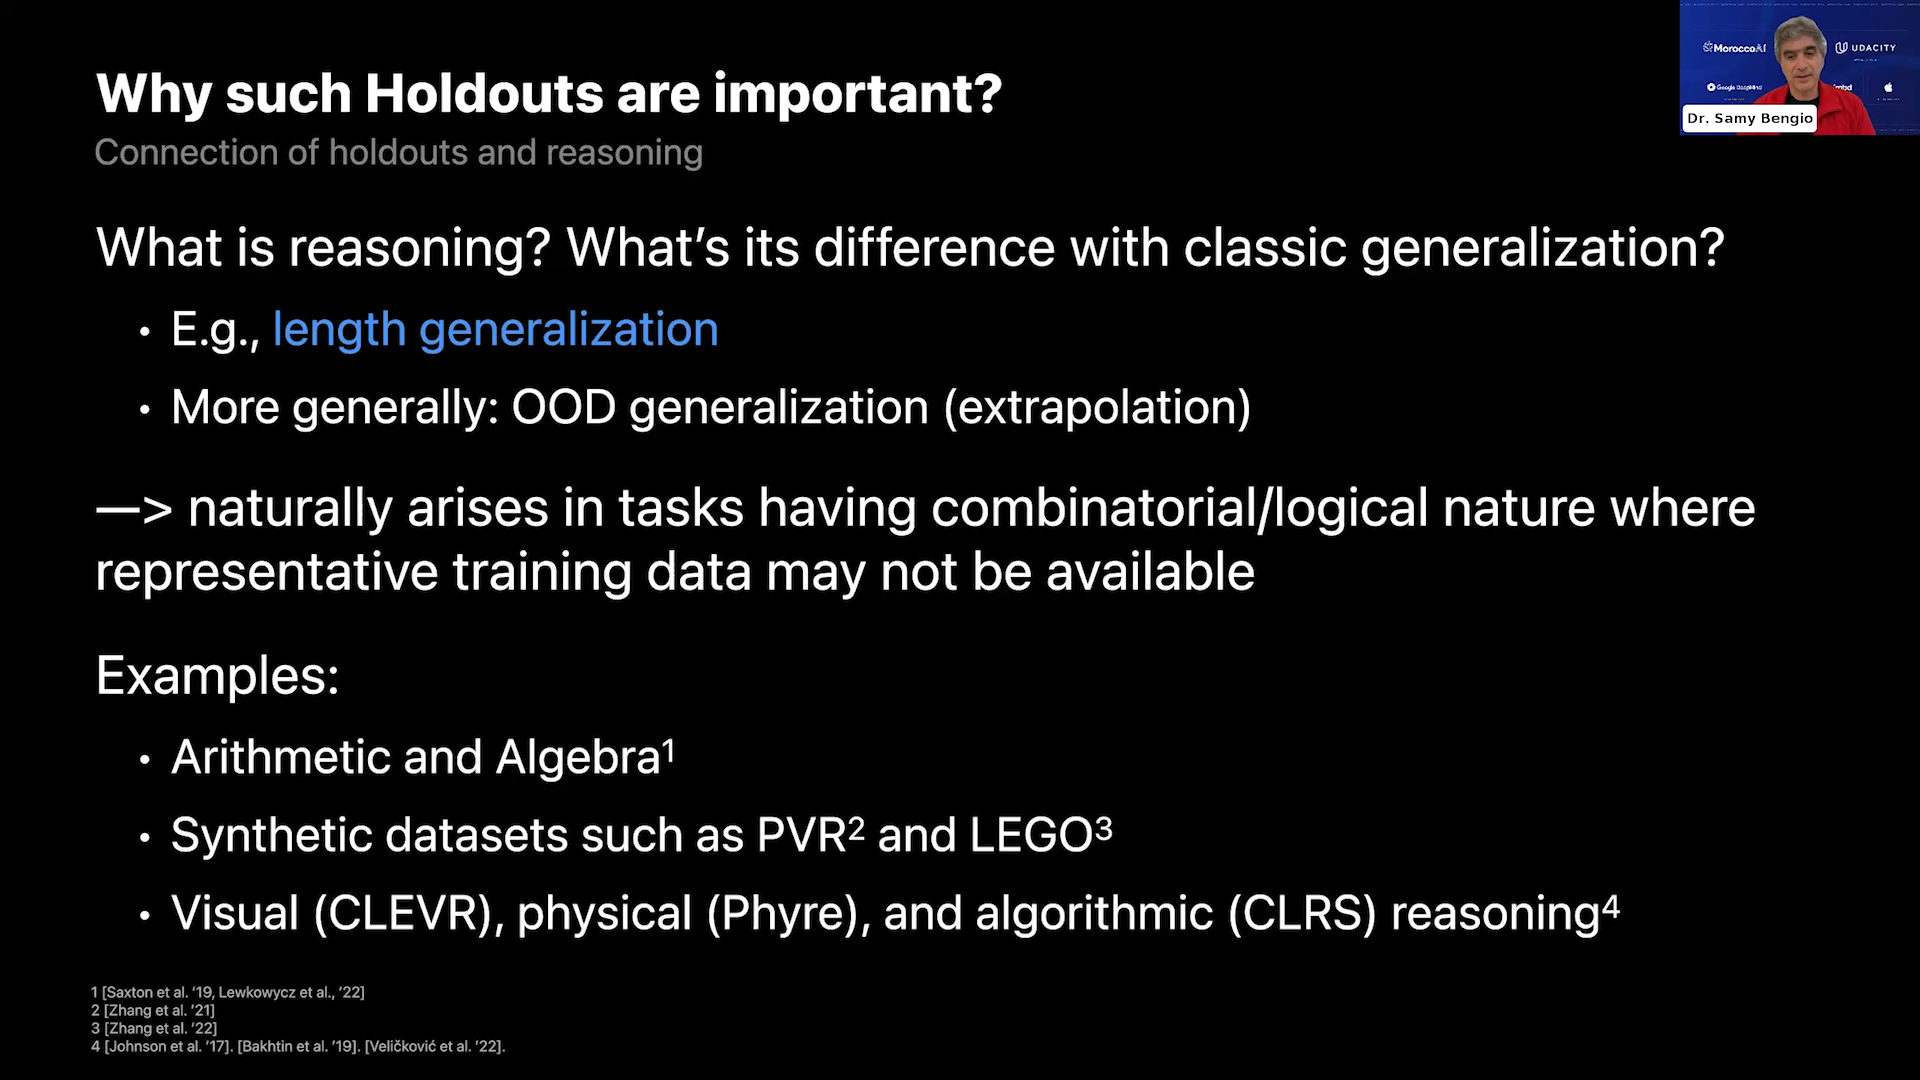 Why such Holdouts are important?
Connection of holdouts and reasoning
MoroccoAI
UDACITY
Google DeepMind
Dr. Samy Bengio
What is reasoning? What's its difference with classic generalization?
• E.g., length generalization
• More generally: OOD generalization (extrapolation)
—> naturally arises in tasks having combinatorial/logical nature where
representative training data may not be available
Examples:
• Arithmetic and Algebra¹
• Synthetic datasets such as PVR² and LEGO³
• Visual (CLEVR), physical (Phyre), and algorithmic (CLRS) reasoning⁴
1 [Saxton et al. '19, Lewkowycz et al., '22]
2 [Zhang et al. '21]
3 [Zhang et al. '22]
4 [Johnson et al. '17]. [Bakhtin et al. '19]. [Veličković et al. '22].